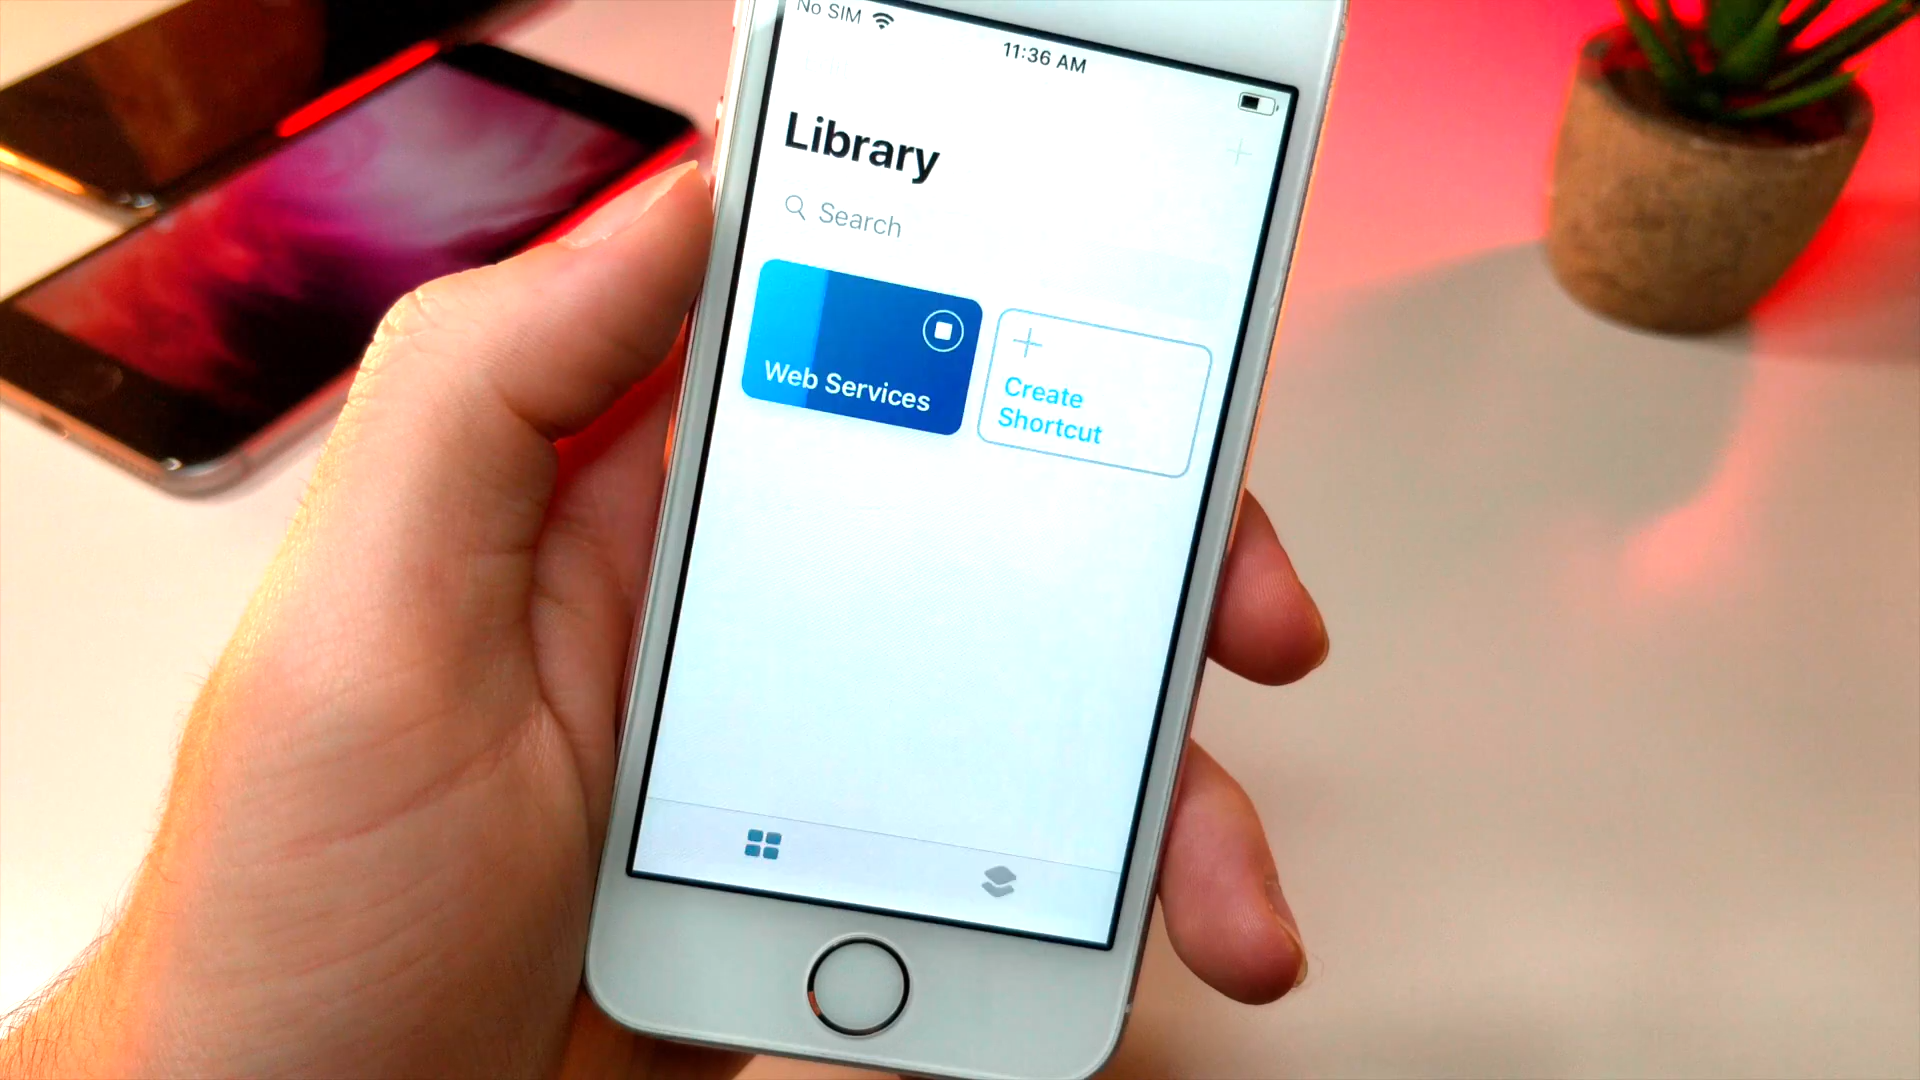 No SIM
11:36 AM
Library
Search
Web Services
Create
Shortcut